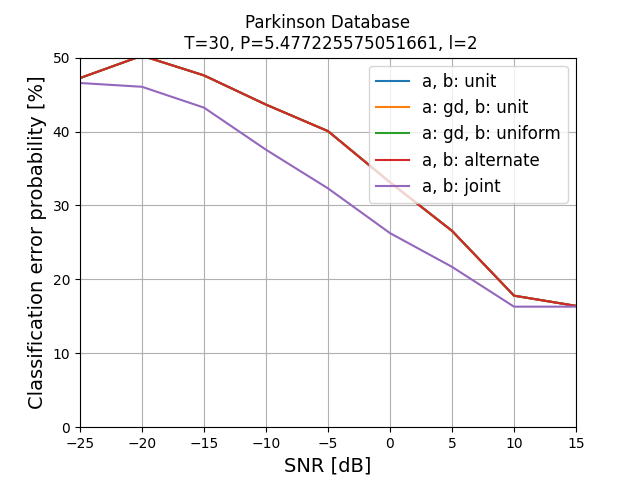 Parkinson Database
T=30, P=5.477225575051661, l=2
Classification error probability [%]
50
40
30
20
10
0
a, b: unit
a: gd, b: unit
a: gd, b: uniform
a, b: alternate
a, b: joint
−25
−20
−15
−10
−5
0
5
10
15
SNR [dB]